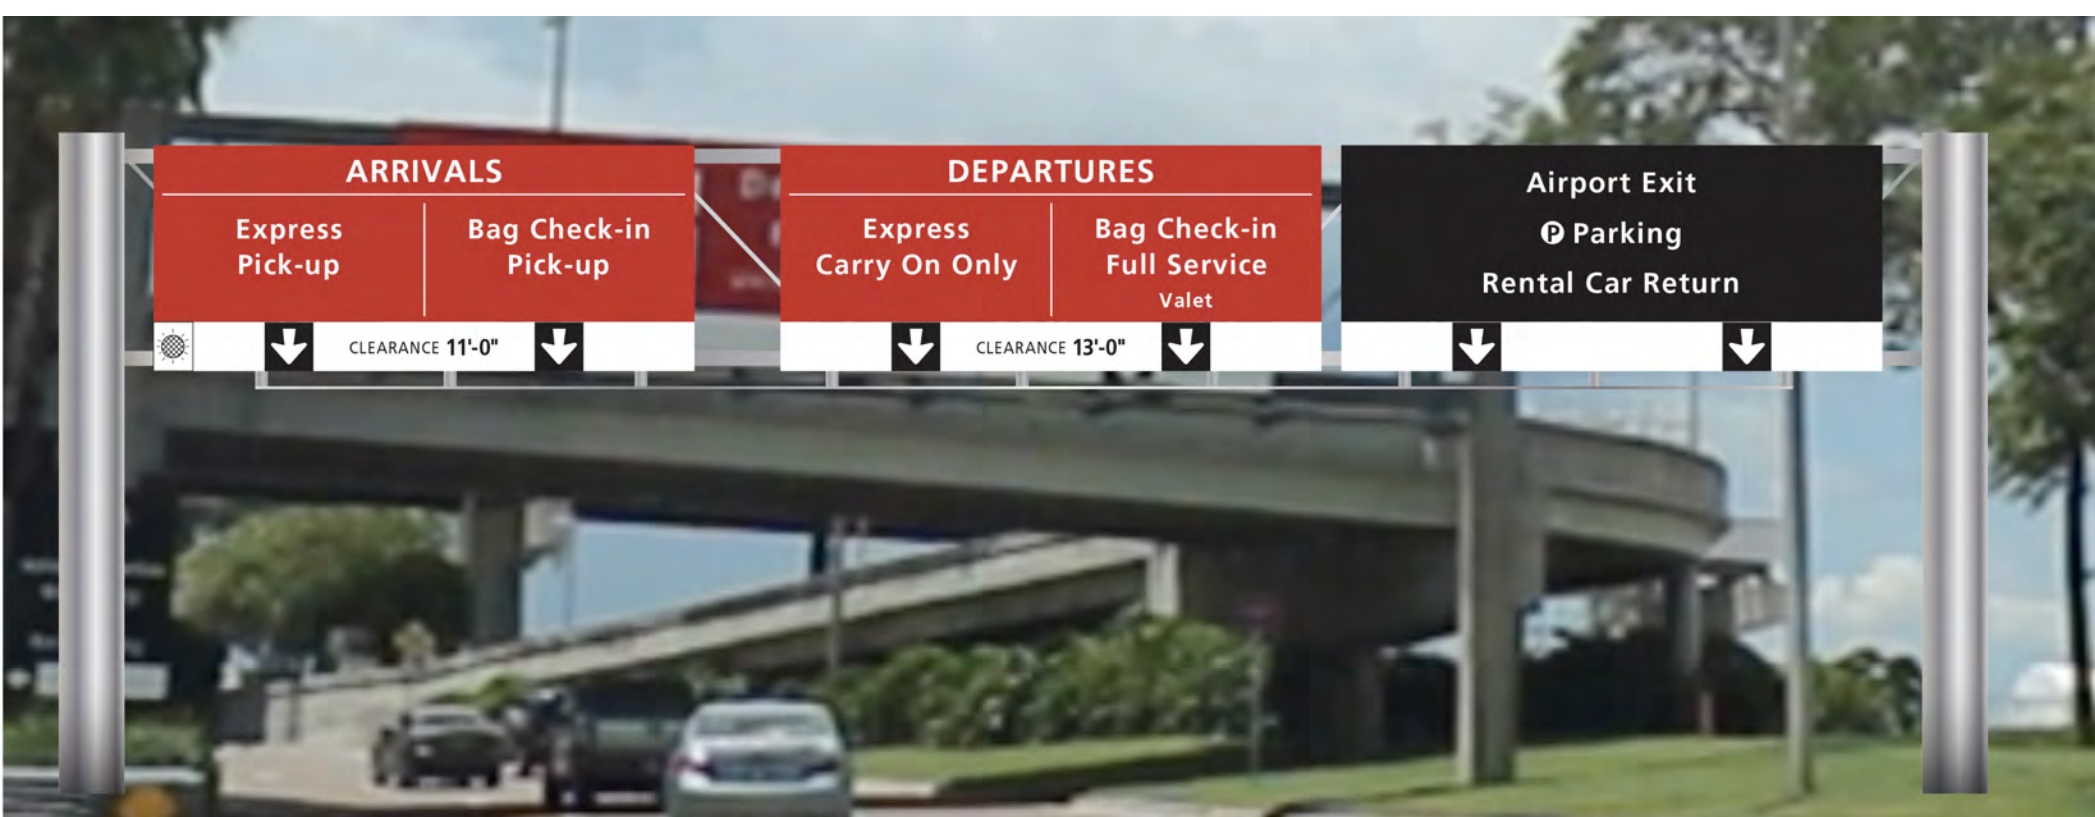 ARRIVALS
Express
Pick-up
Bag Check-in
Pick-up
CLEARANCE 11'-0"
DEPARTURES
Express
Carry On Only
Bag Check-in
Full Service
Valet
CLEARANCE 13'-0"
Airport Exit
P Parking
Rental Car Return